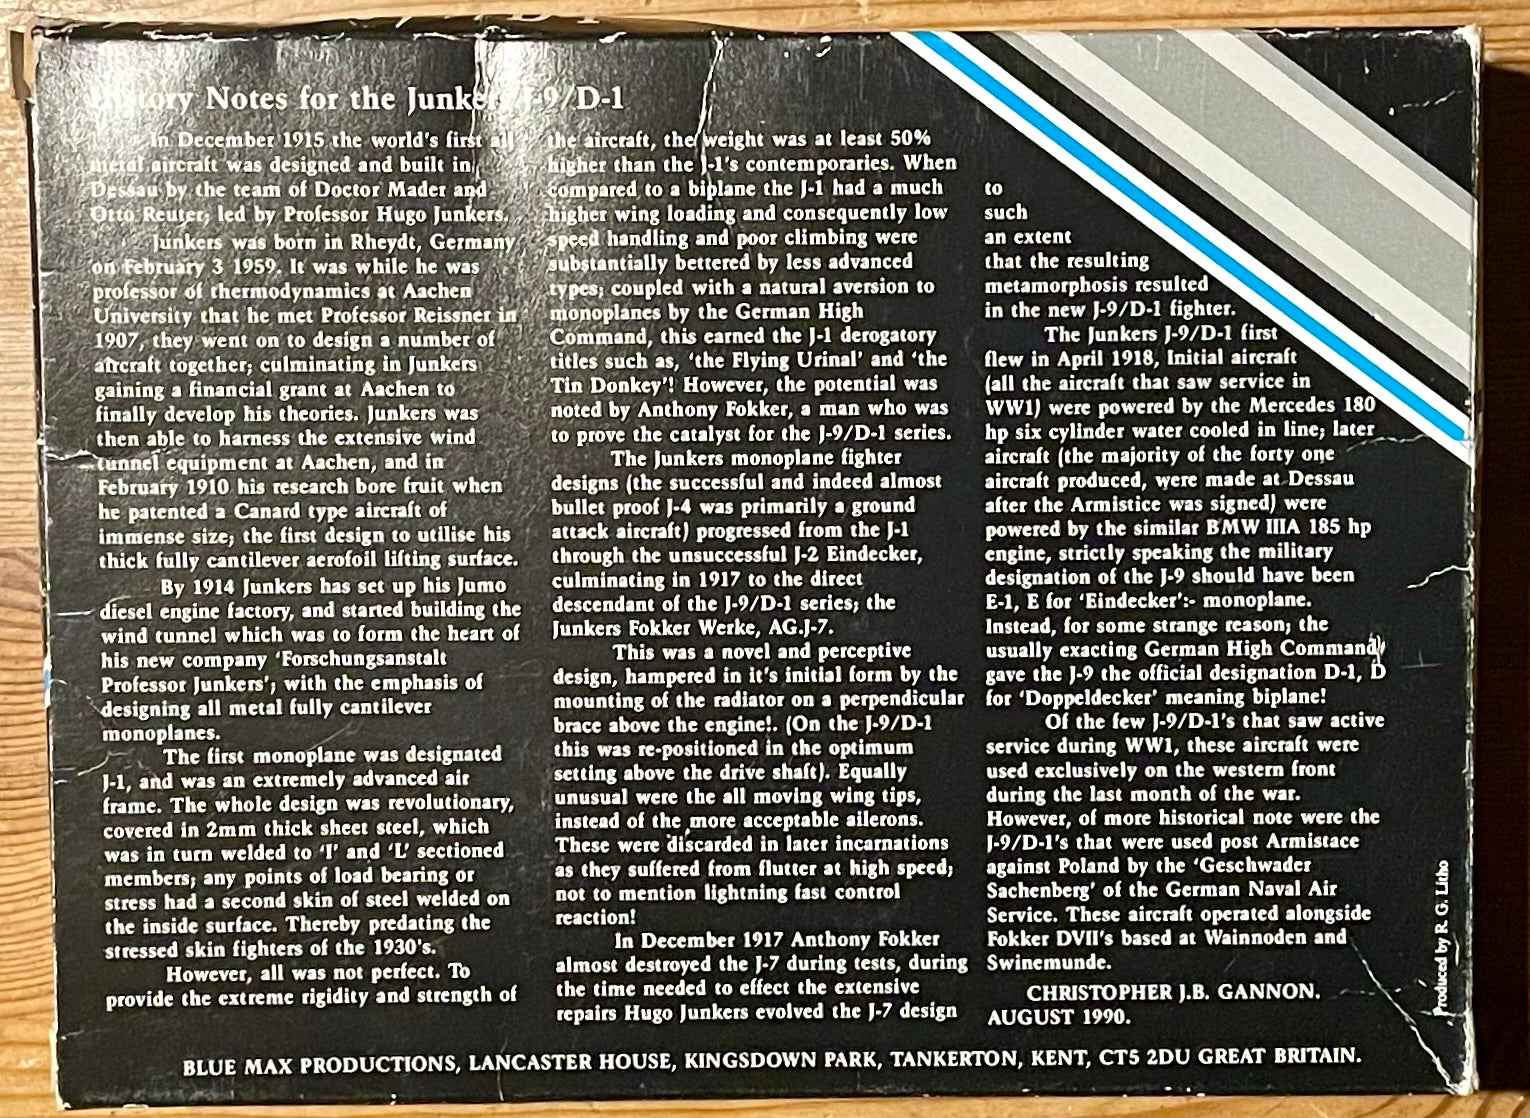 History Notes for the Junkers J-9/D-1
In December 1915 the world's first all
metal aircraft was designed and built in
Dessau by the team of Doctor Mader and
Otto Reuter; led by Professor Hugo Junkers.
Junkers was born in Rheydt, Germany
on February 3 1959. It was while he was
professor of thermodynamics at Aachen
University that he met Professor Reissner in
1907, they went on to design a number of
aircraft together; culminating in Junkers
gaining a financial grant at Aachen to
finally develop his theories. Junkers was
then able to harness the extensive wind
tunnel equipment at Aachen, and in
February 1910 his research bore fruit when
he patented a Canard type aircraft of
immense size; the first design to utilise his
thick fully cantilever aerofoil lifting surface.
By 1914 Junkers has set up his Jumo
diesel engine factory, and started building the
wind tunnel which was to form the heart of
his new company 'Forschungsanstalt
Professor Junkers'; with the emphasis of
designing all metal fully cantilever
monoplanes.
The first monoplane was designated
J-1, and was an extremely advanced air
frame. The whole design was revolutionary,
covered in 2mm thick sheet steel, which
was in turn welded to 'I' and 'L' sectioned
members; any points of load bearing or
stress had a second skin of steel welded on
the inside surface. Thereby predating the
stressed skin fighters of the 1930's.
However, all was not perfect. To
provide the extreme rigidity and strength of
the aircraft, the weight was at least 50%
higher than the J-1's contemporaries. When
compared to a biplane the J-1 had a much
higher wing loading and consequently low
speed handling and poor climbing were
substantially bettered by less advanced
types; coupled with a natural aversion to
monoplanes by the German High
Command, this earned the J-1 derogatory
titles such as, 'the Flying Urinal' and 'the
Tin Donkey'! However, the potential was
noted by Anthony Fokker, a man who was
to prove the catalyst for the J-9/D-1 series.
The Junkers monoplane fighter
designs (the successful and indeed almost
bullet proof J-4 was primarily a ground
attack aircraft) progressed from the J-1
through the unsuccessful J-2 Eindecker,
culminating in 1917 to the direct
descendant of the J-9/D-1 series; the
Junkers Fokker Werke, AG.J-7.
This was a novel and perceptive
design, hampered in it's initial form by the
mounting of the radiator on a perpendicular
brace above the engine!. (On the J-9/D-1
this was re-positioned in the optimum
setting above the drive shaft). Equally
unusual were the all moving wing tips,
instead of the more acceptable ailerons.
These were discarded in later incarnations
as they suffered from flutter at high speed;
not to mention lightning fast control
reaction!
In December 1917 Anthony Fokker
almost destroyed the J-7 during tests, during
the time needed to effect the extensive
repairs Hugo Junkers evolved the J-7 design
to
such
an extent
that the resulting
metamorphosis resulted
in the new J-9/D-1 fighter.
The Junkers J-9/D-1 first
flew in April 1918, Initial aircraft
(all the aircraft that saw service in
WW1) were powered by the Mercedes 180
hp six cylinder water cooled in line; later
aircraft (the majority of the forty one
aircraft produced, were made at Dessau
after the Armistice was signed) were
powered by the similar BMW IIIA 185 hp
engine, strictly speaking the military
designation of the J-9 should have been
E-1, E for 'Eindecker':- monoplane.
Instead, for some strange reason; the
usually exacting German High Command,
gave the J-9 the official designation D-1, D
for 'Doppeldecker' meaning biplane!
Of the few J-9/D-1's that saw active
service during WW1, these aircraft were
used exclusively on the western front
during the last month of the war.
However, of more historical note were the
J-9/D-1's that were used post Armistace
against Poland by the 'Geschwader
Sachenberg' of the German Naval Air
Service. These aircraft operated alongside
Fokker DVII's based at Wainnoden and
Swinemunde.
CHRISTOPHER J.B. GANNON.
AUGUST 1990.
Produced by R. G. Litho
BLUE MAX PRODUCTIONS, LANCASTER HOUSE, KINGSDOWN PARK, TANKERTON, KENT, CT5 2DU GREAT BRITAIN.